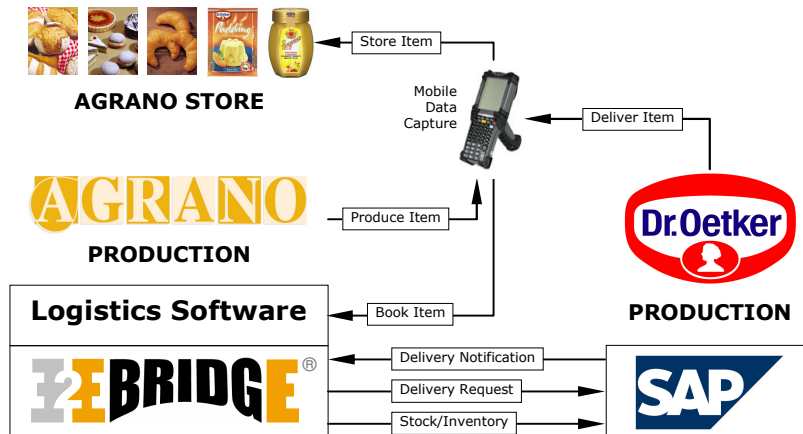 Store Item
Pudding
AGRANO STORE
Mobile
Data
Capture
Deliver Item
AGRANO
Produce Item
PRODUCTION
Dr.Oetker
PRODUCTION
Logistics Software
Book Item
E2E BRIDGE®
Delivery Notification
Delivery Request
Stock/Inventory
SAP